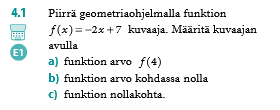 4.1 Piirrä geometriaohjelmalla funktion
f(x)=−2x+7 kuvaaja. Määritä kuvaajan
avulla
E1
a) funktion arvo f(4)
b) funktion arvo kohdassa nolla
c) funktion nollakohta.